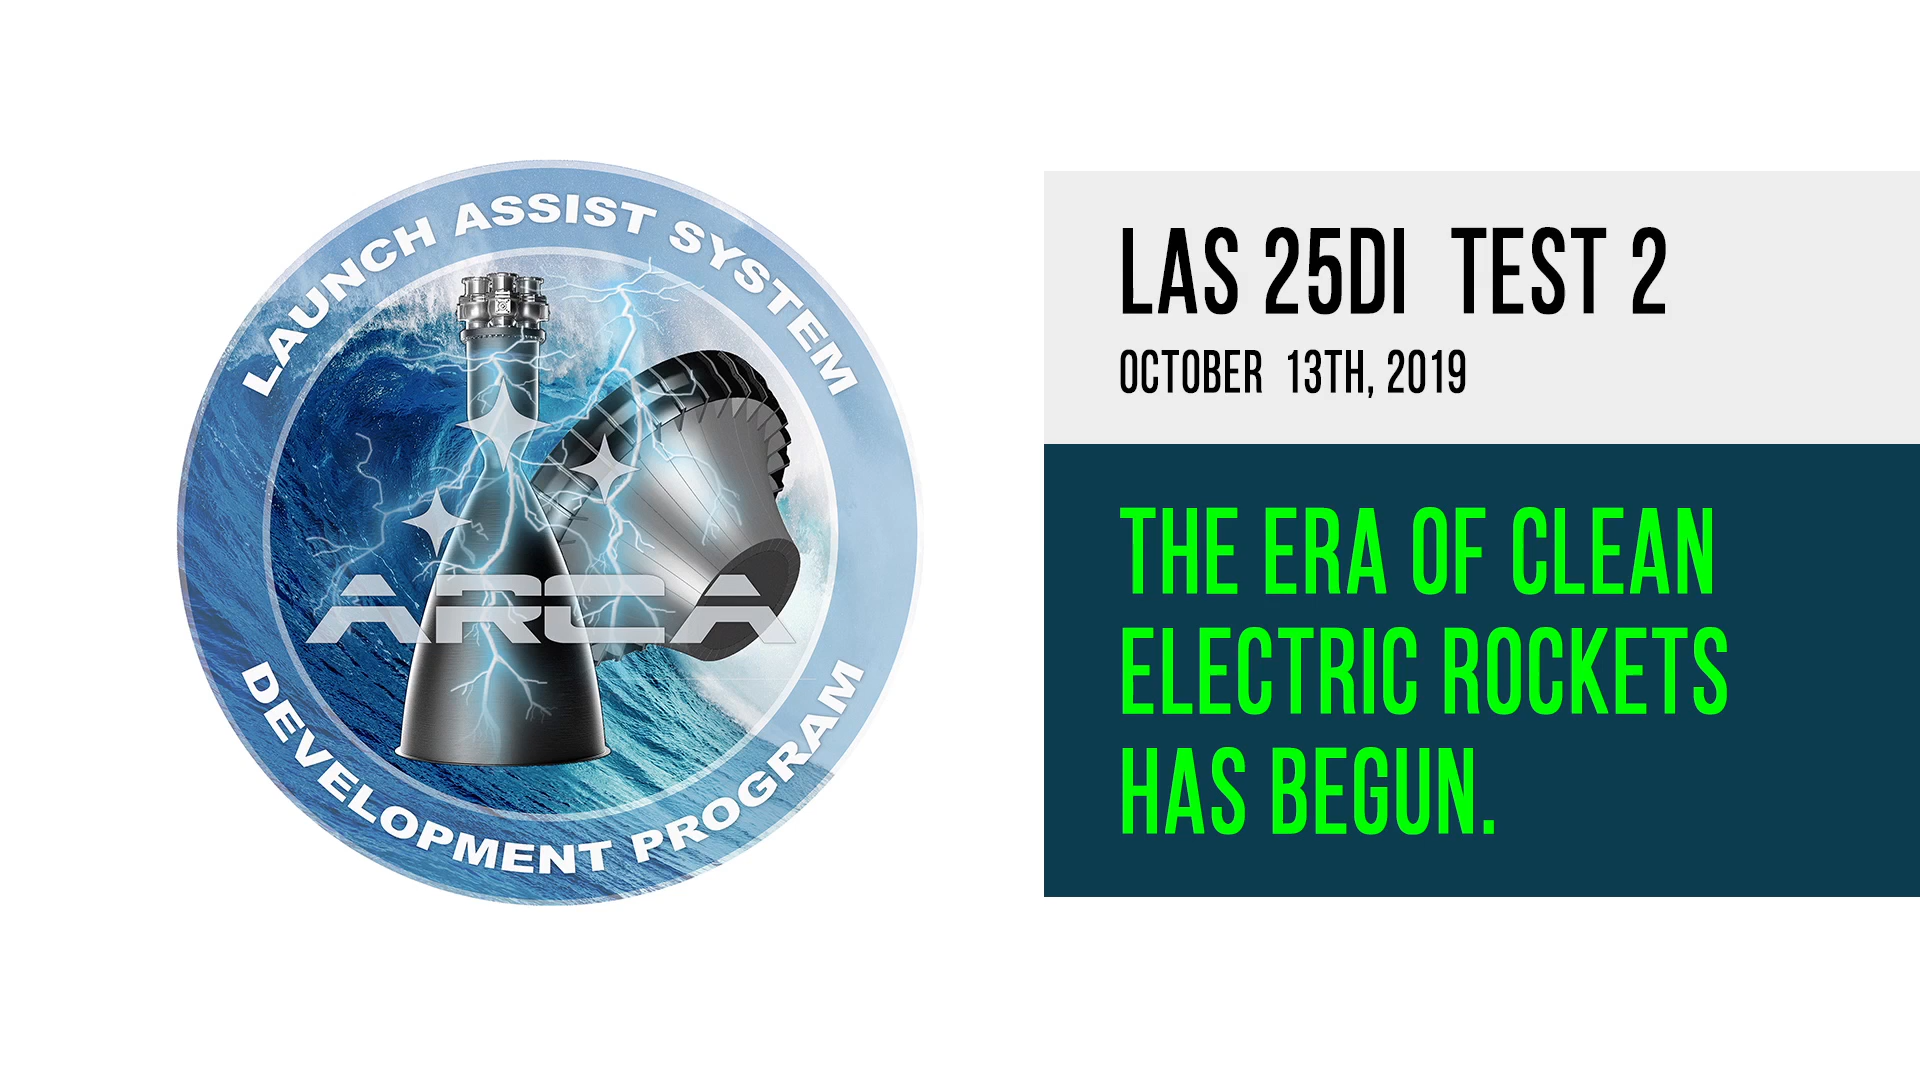 LAUNCH ASSIST SYSTEM
ARCA
DEVELOPMENT PROGRAM
LAS 25DI TEST 2
OCTOBER 13TH, 2019
THE ERA OF CLEAN
ELECTRIC ROCKETS
HAS BEGUN.